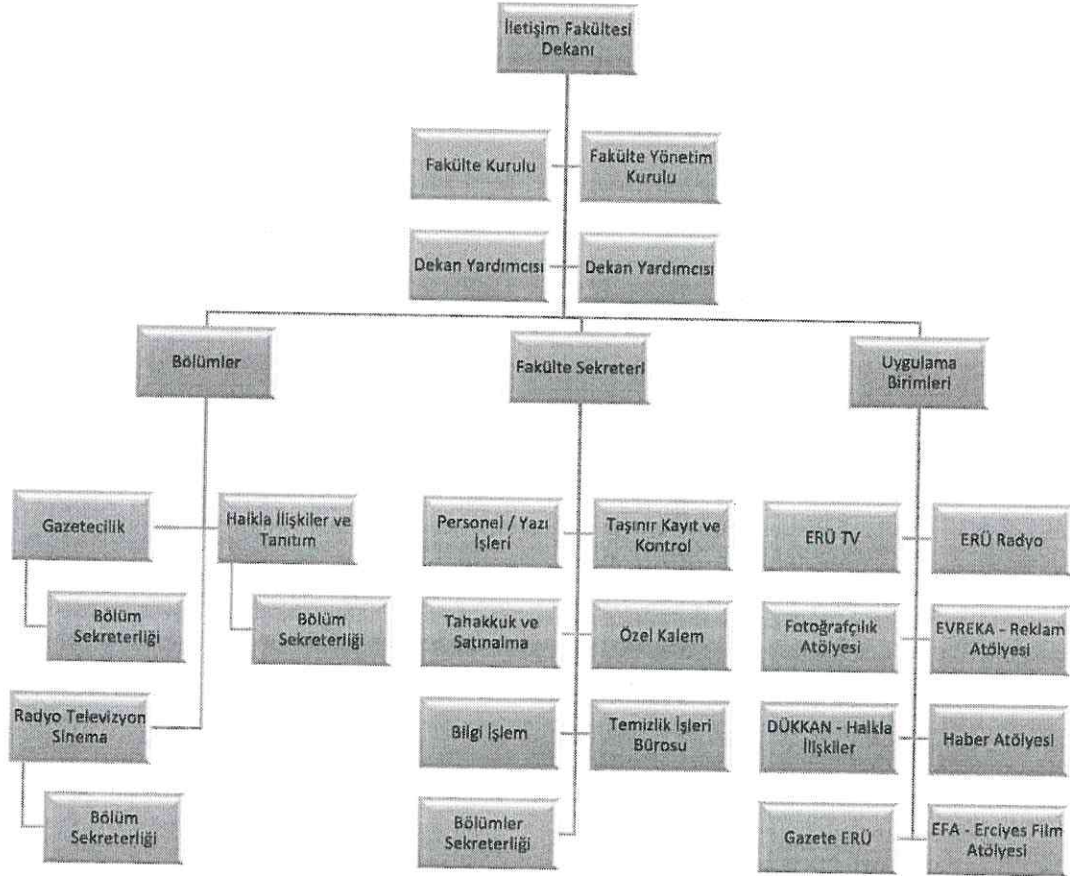 İletişim Fakültesi
Dekanı
Fakülte Kurulu
Fakülte Yönetim
Kurulu
Dekan Yardımcısı
Dekan Yardımcısı
Bölümler
Fakülte Sekreteri
Uygulama
Birimleri
Gazetecilik
Halkla İlişkiler ve
Tanıtım
Bölüm
Sekreterliği
Bölüm
Sekreterliği
Radyo Televizyon
Sinema
Bölüm
Sekreterliği
Personel / Yazı
İşleri
Taşınır Kayıt ve
Kontrol
Tahakkuk ve
Satınalma
Özel Kalem
Bilgi İşlem
Temizlik İşleri
Bürosu
Bölümler
Sekreterliği
ERÜ TV
ERÜ Radyo
Fotoğrafçılık
Atölyesi
EVREKA - Reklam
Atölyesi
DÜKKAN - Halkla
İlişkiler
Haber Atölyesi
Gazete ERÜ
EFA - Erciyes Film
Atölyesi